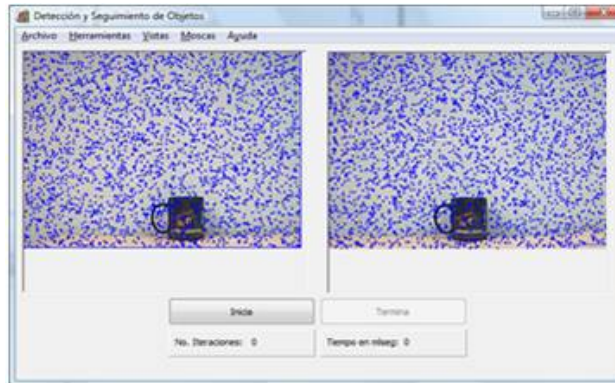 Detección y Seguimiento de Objetos
Archivo Herramientas Vistas Moscas Ayuda
Inicia Termina
No. Iteraciones: 0 Tiempo en mseg: 0